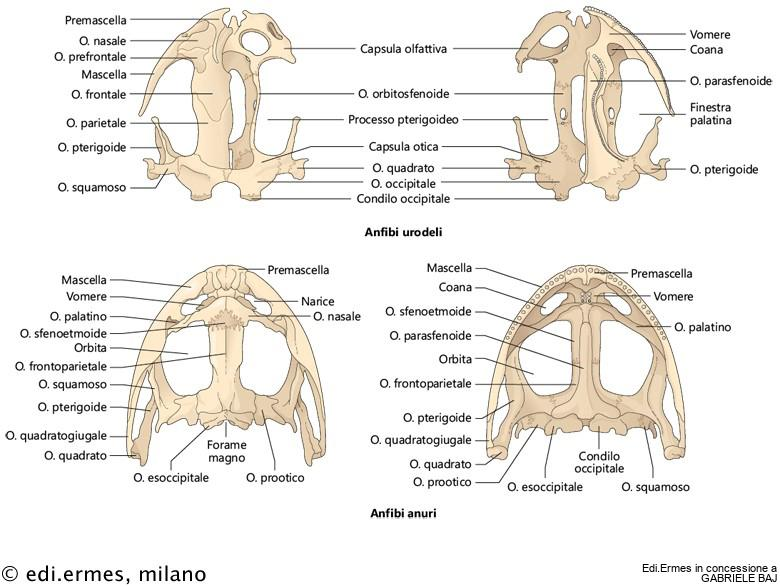 Premascella
O. nasale
O. prefrontale
Mascella
O. frontale
O. parietale
O. pterigoide
O. squamoso
Capsula olfattiva
O. orbitosfenoide
Processo pterigoideo
Capsula otica
O. quadrato
O. occipitale
Condilo occipitale
Vomere
Coana
O. parasfenoide
Finestra
palatina
O. pterigoide
Anfibi urodeli
Mascella
Vomere
O. palatino
O. sfenoetmoide
Orbita
O. frontoparietale
O. squamoso
O. pterigoide
O. quadratogiugale
O. quadrato
O. esoccipitale
Forame
magno
O. prootico
Premascella
Narice
O. nasale
Mascella
Coana
O. sfenoetmoide
O. parasfenoide
Orbita
O. frontoparietale
O. pterigoide
O. quadratogiugale
O. quadrato
O. prootico
O. esoccipitale
Condilo
occipitale
O. squamoso
Premascella
Vomere
O. palatino
Anfibi anuri
© edi.ermes, milano
Edi.Ermes in concessione a
GABRIELE BAJ